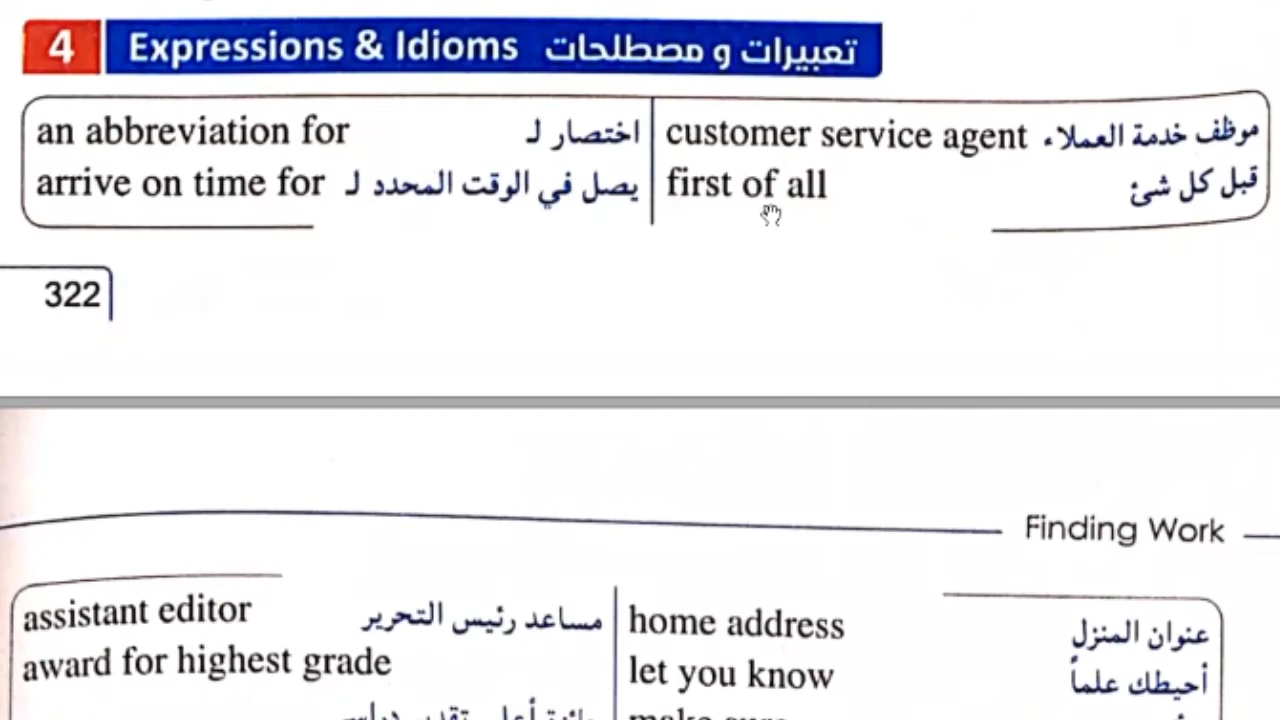 4 Expressions & Idioms تعبيرات و مصطلحات
an abbreviation for اختصار لـ
customer service agent موظف خدمة العملاء
arrive on time for يصل في الوقت المحدد لـ
first of all قبل كل شئ
322
Finding Work
assistant editor مساعد رئيس التحرير
home address عنوان المنزل
award for highest grade
let you know أحيطك علماً